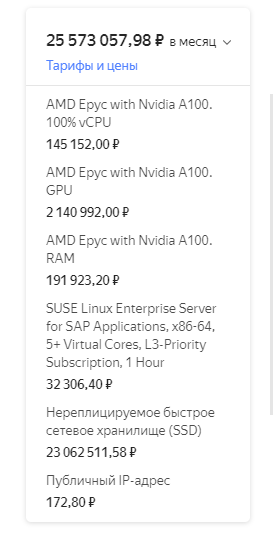 25 573 057,98 ₽ в месяц
Тарифы и цены
AMD Epyc with Nvidia A100.
100% vCPU
145 152,00 ₽
AMD Epyc with Nvidia A100.
GPU
2 140 992,00 ₽
AMD Epyc with Nvidia A100.
RAM
191 923,20 ₽
SUSE Linux Enterprise Server
for SAP Applications, x86-64,
5+ Virtual Cores, L3-Priority
Subscription, 1 Hour
32 306,40 ₽
Нереплицируемое быстрое
сетевое хранилище (SSD)
23 062 511,58 ₽
Публичный IP-адрес
172,80 ₽